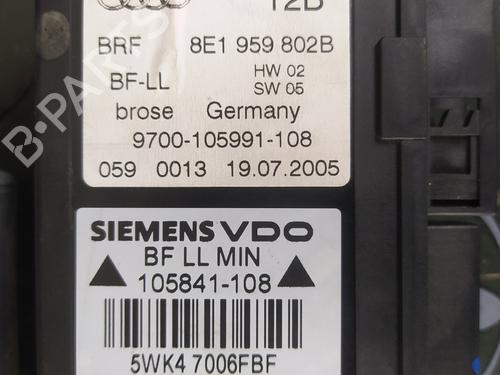 12B
BRF 8E1 959 802B
BF-LL HW 02
SW 05
brose Germany
9700-105991-108
059 0013 19.07.2005
SIEMENS VDO
BF LL MIN
105841-108
5WK4 7006FBF
B-PARTS